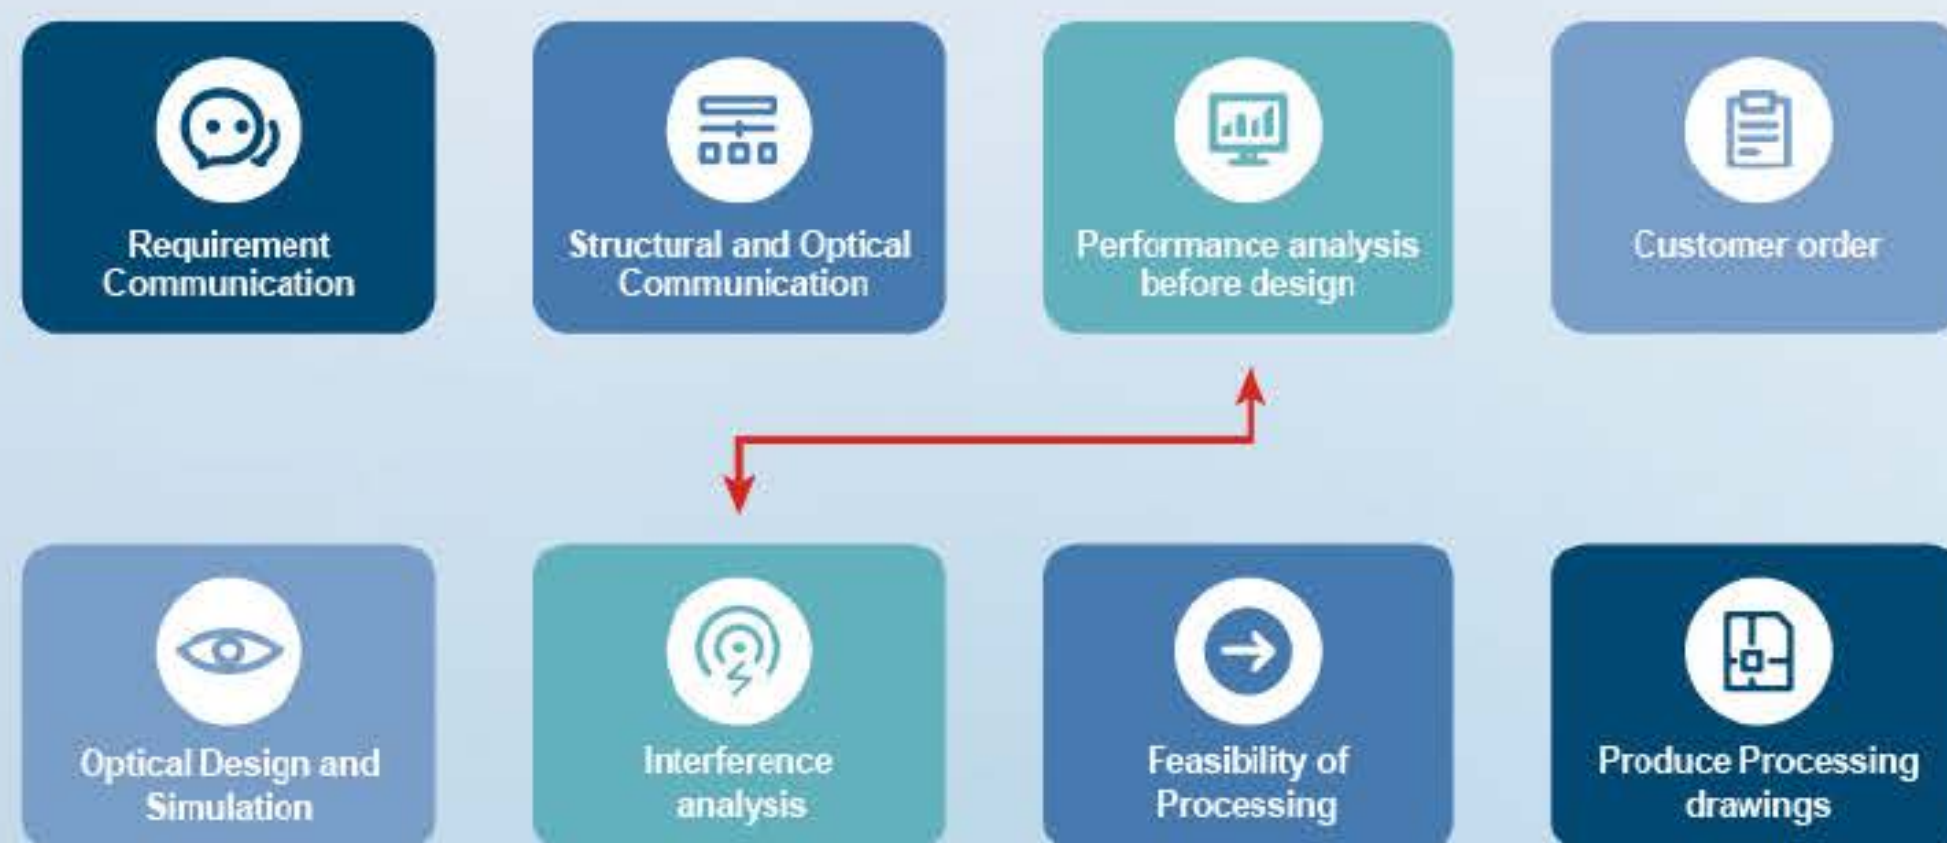 Requirement
Communication
Structural and Optical
Communication
Performance analysis
before design
Customer order
Optical Design and
Simulation
Interference
analysis
Feasibility of
Processing
Produce Processing
drawings